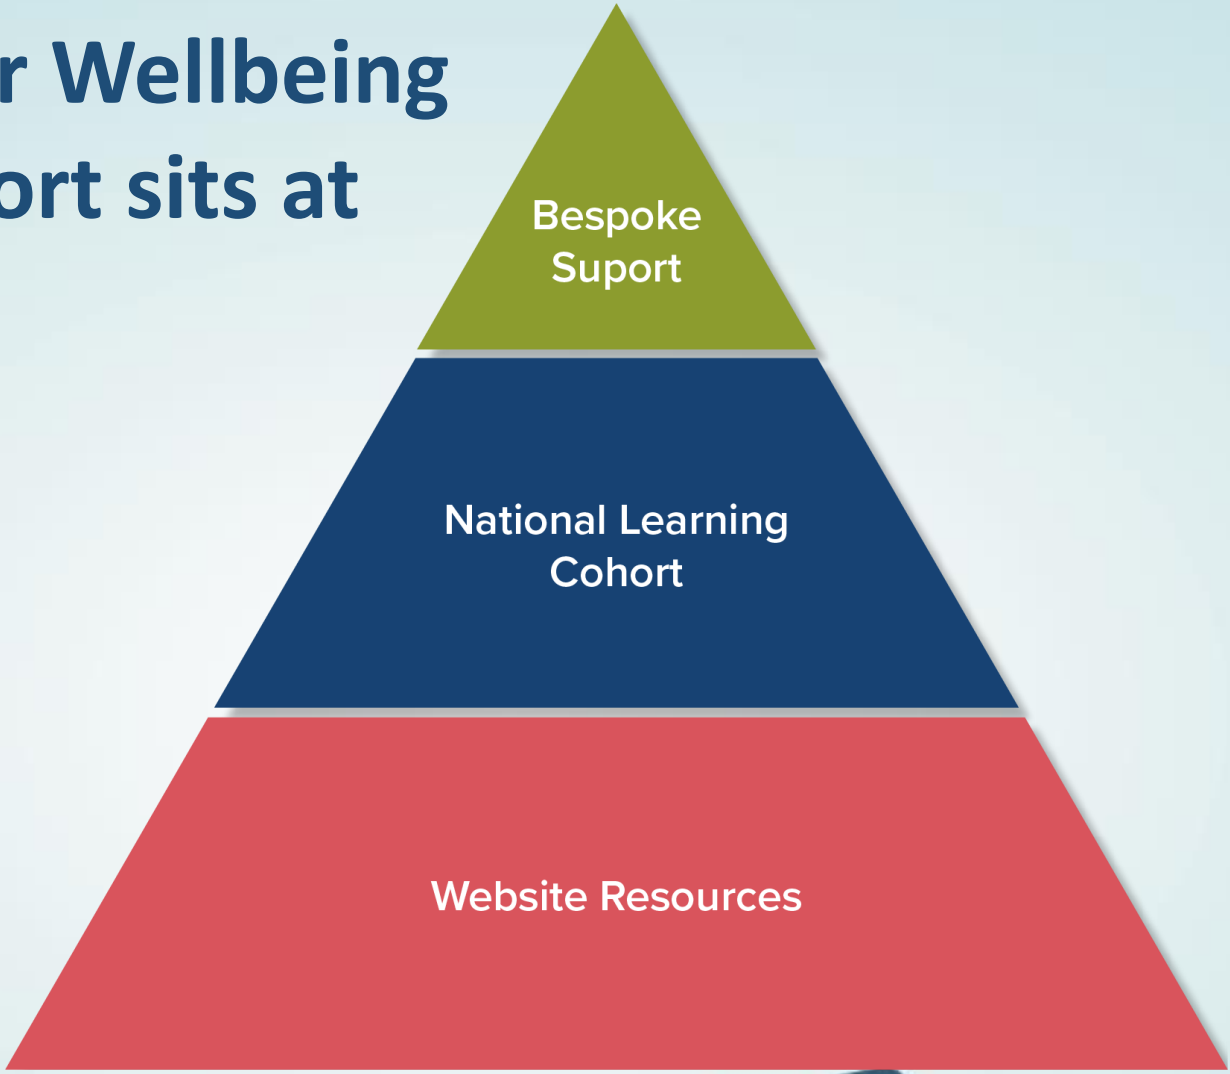 r Wellbeing
ort sits at
Bespoke
Suport
National Learning
Cohort
Website Resources